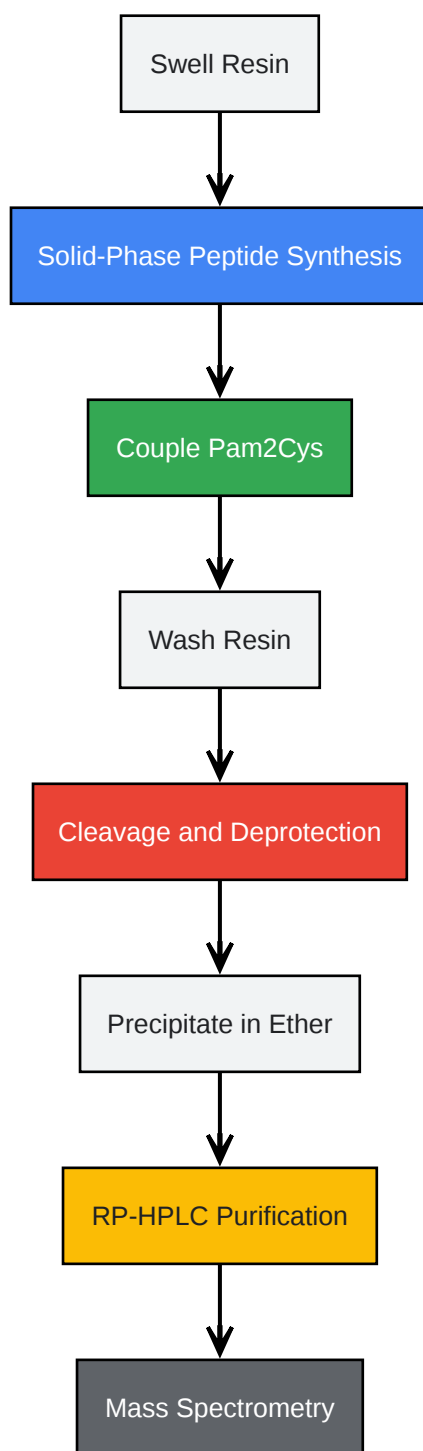 Swell Resin
Solid-Phase Peptide Synthesis
Couple Pam2Cys
Wash Resin
Cleavage and Deprotection
Precipitate in Ether
RP-HPLC Purification
Mass Spectrometry